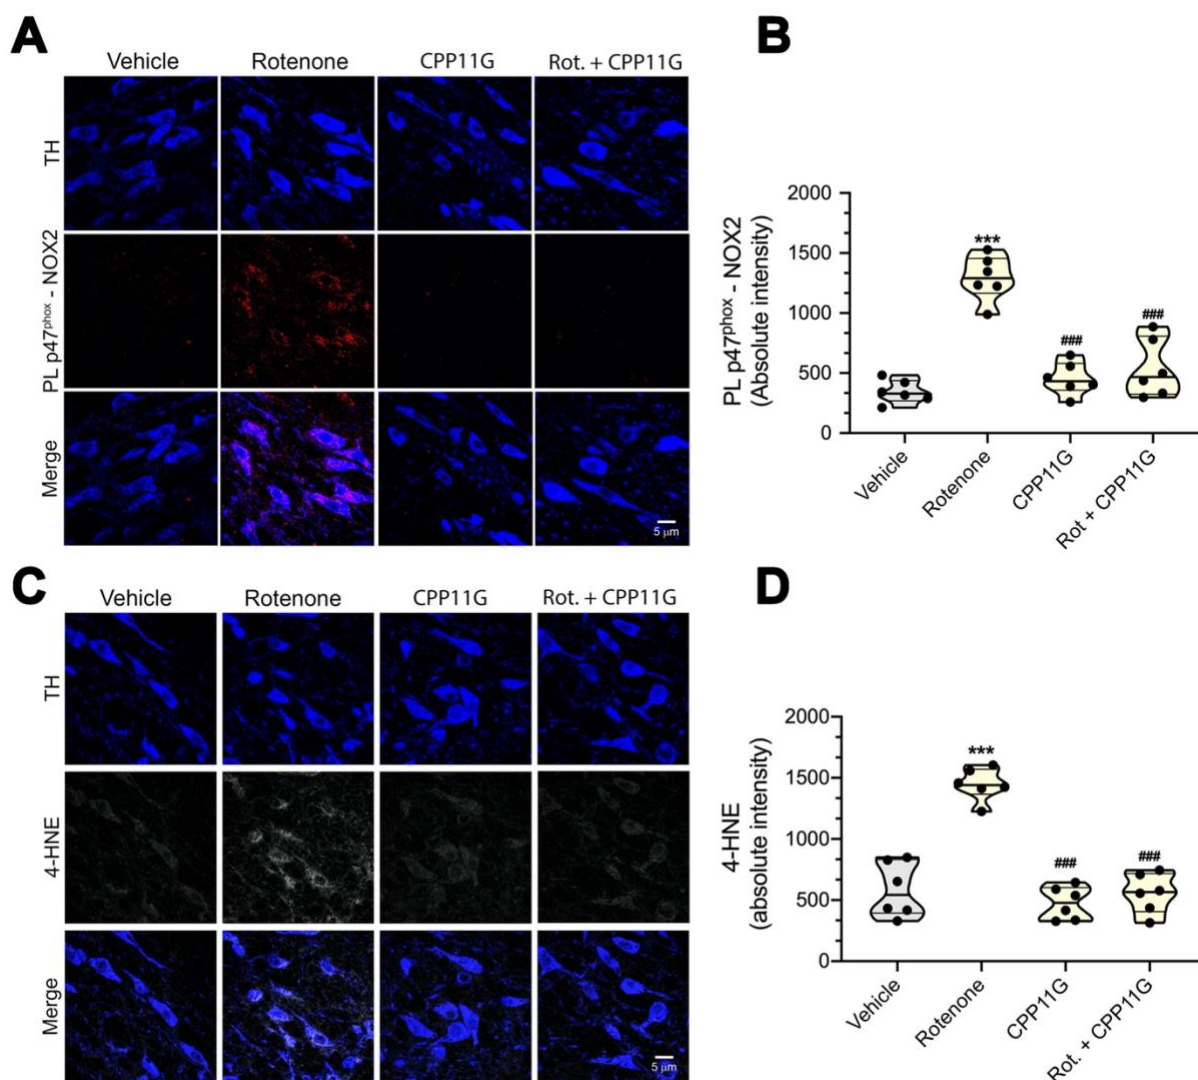 A
Vehicle Rotenone CPP11G Rot. + CPP11G
TH
PL p47phox - NOX2
Merge
5 µm
B
PL p47phox - NOX2
(Absolute intensity)
2000
1500
1000
500
0
***
###
###
Vehicle
Rotenone
CPP11G
Rot + CPP11G
C
Vehicle Rotenone CPP11G Rot. + CPP11G
TH
4-HNE
Merge
5 µm
D
4-HNE
(absolute intensity)
2000
1500
1000
500
0
***
###
###
Vehicle
Rotenone
CPP11G
Rot. + CPP11G